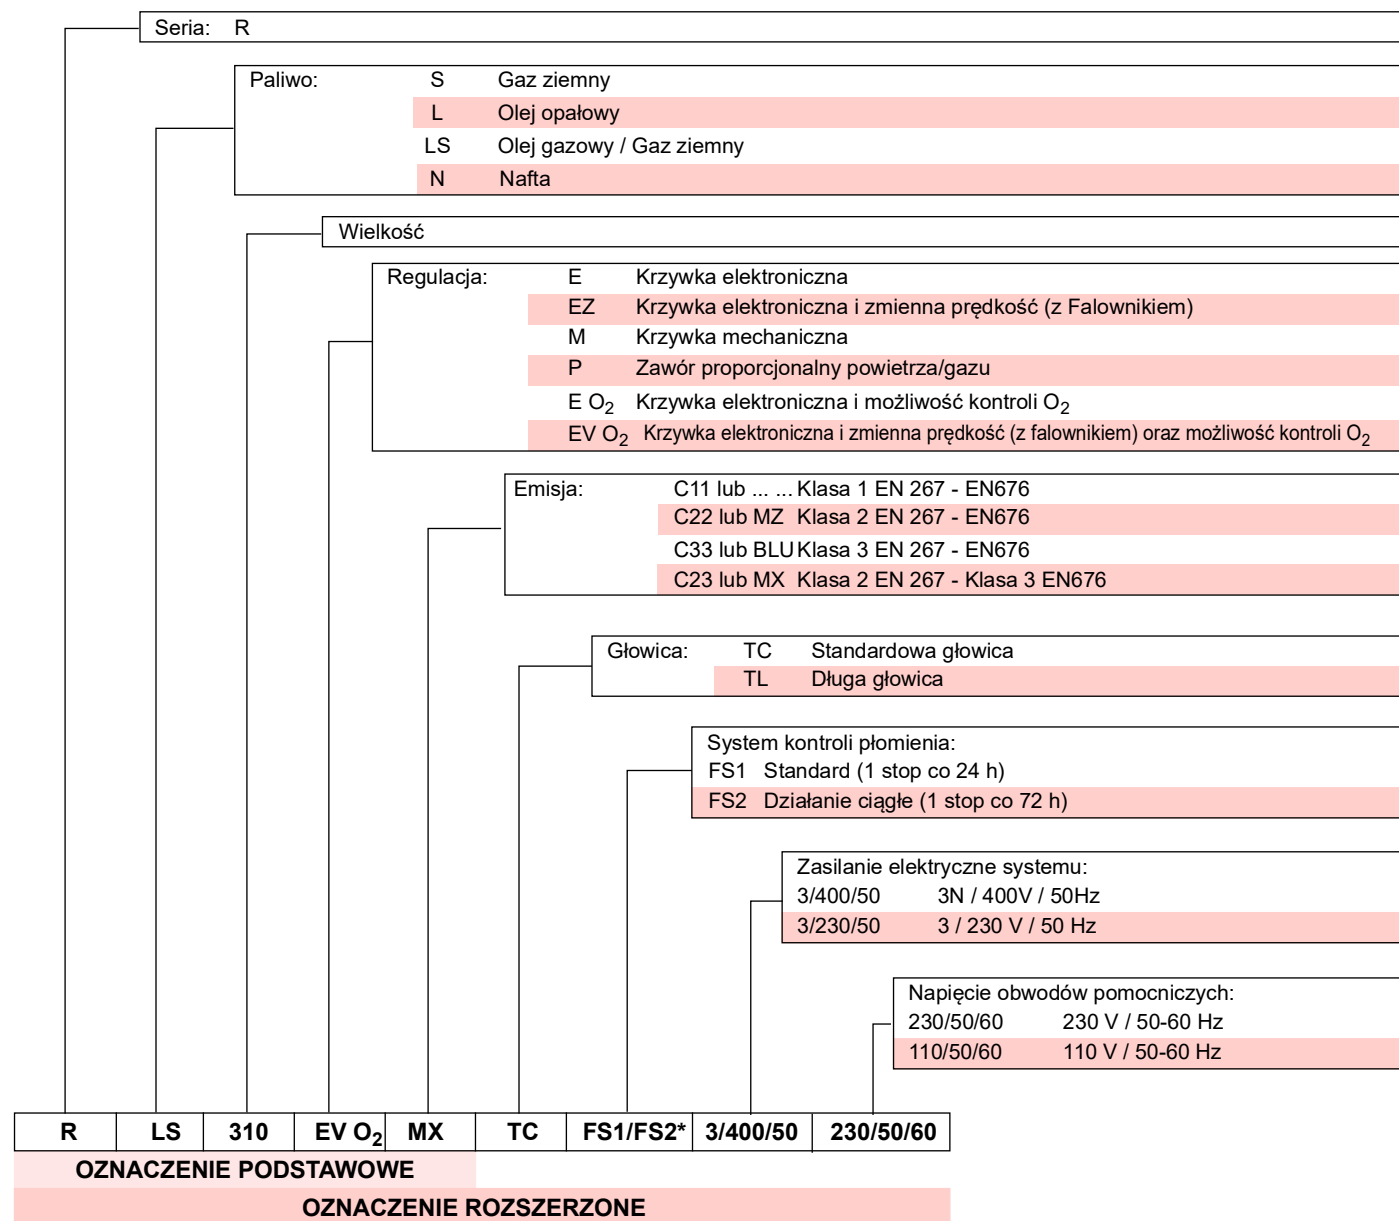 Seria: R
Paliwo: S Gaz ziemny
L Olej opałowy
LS Olej gazowy / Gaz ziemny
N Nafta
Wielkość
Regulacja: E Krzywka elektroniczna
EZ Krzywka elektroniczna i zmienna prędkość (z Falownikiem)
M Krzywka mechaniczna
P Zawór proporcjonalny powietrza/gazu
E O2 Krzywka elektroniczna i możliwość kontroli O2
EV O2 Krzywka elektroniczna i zmienna prędkość (z falownikiem) oraz możliwość kontroli O2
Emisja: C11 lub ... ... Klasa 1 EN 267 - EN676
C22 lub MZ Klasa 2 EN 267 - EN676
C33 lub BLU Klasa 3 EN 267 - EN676
C23 lub MX Klasa 2 EN 267 - Klasa 3 EN676
Głowica: TC Standardowa głowica
TL Długa głowica
System kontroli płomienia:
FS1 Standard (1 stop co 24 h)
FS2 Działanie ciągłe (1 stop co 72 h)
Zasilanie elektryczne systemu:
3/400/50 3N / 400V / 50Hz
3/230/50 3 / 230 V / 50 Hz
Napięcie obwodów pomocniczych:
230/50/60 230 V / 50-60 Hz
110/50/60 110 V / 50-60 Hz
R LS 310 EV O2 MX TC FS1/FS2* 3/400/50 230/50/60
OZNACZENIE PODSTAWOWE
OZNACZENIE ROZSZERZONE